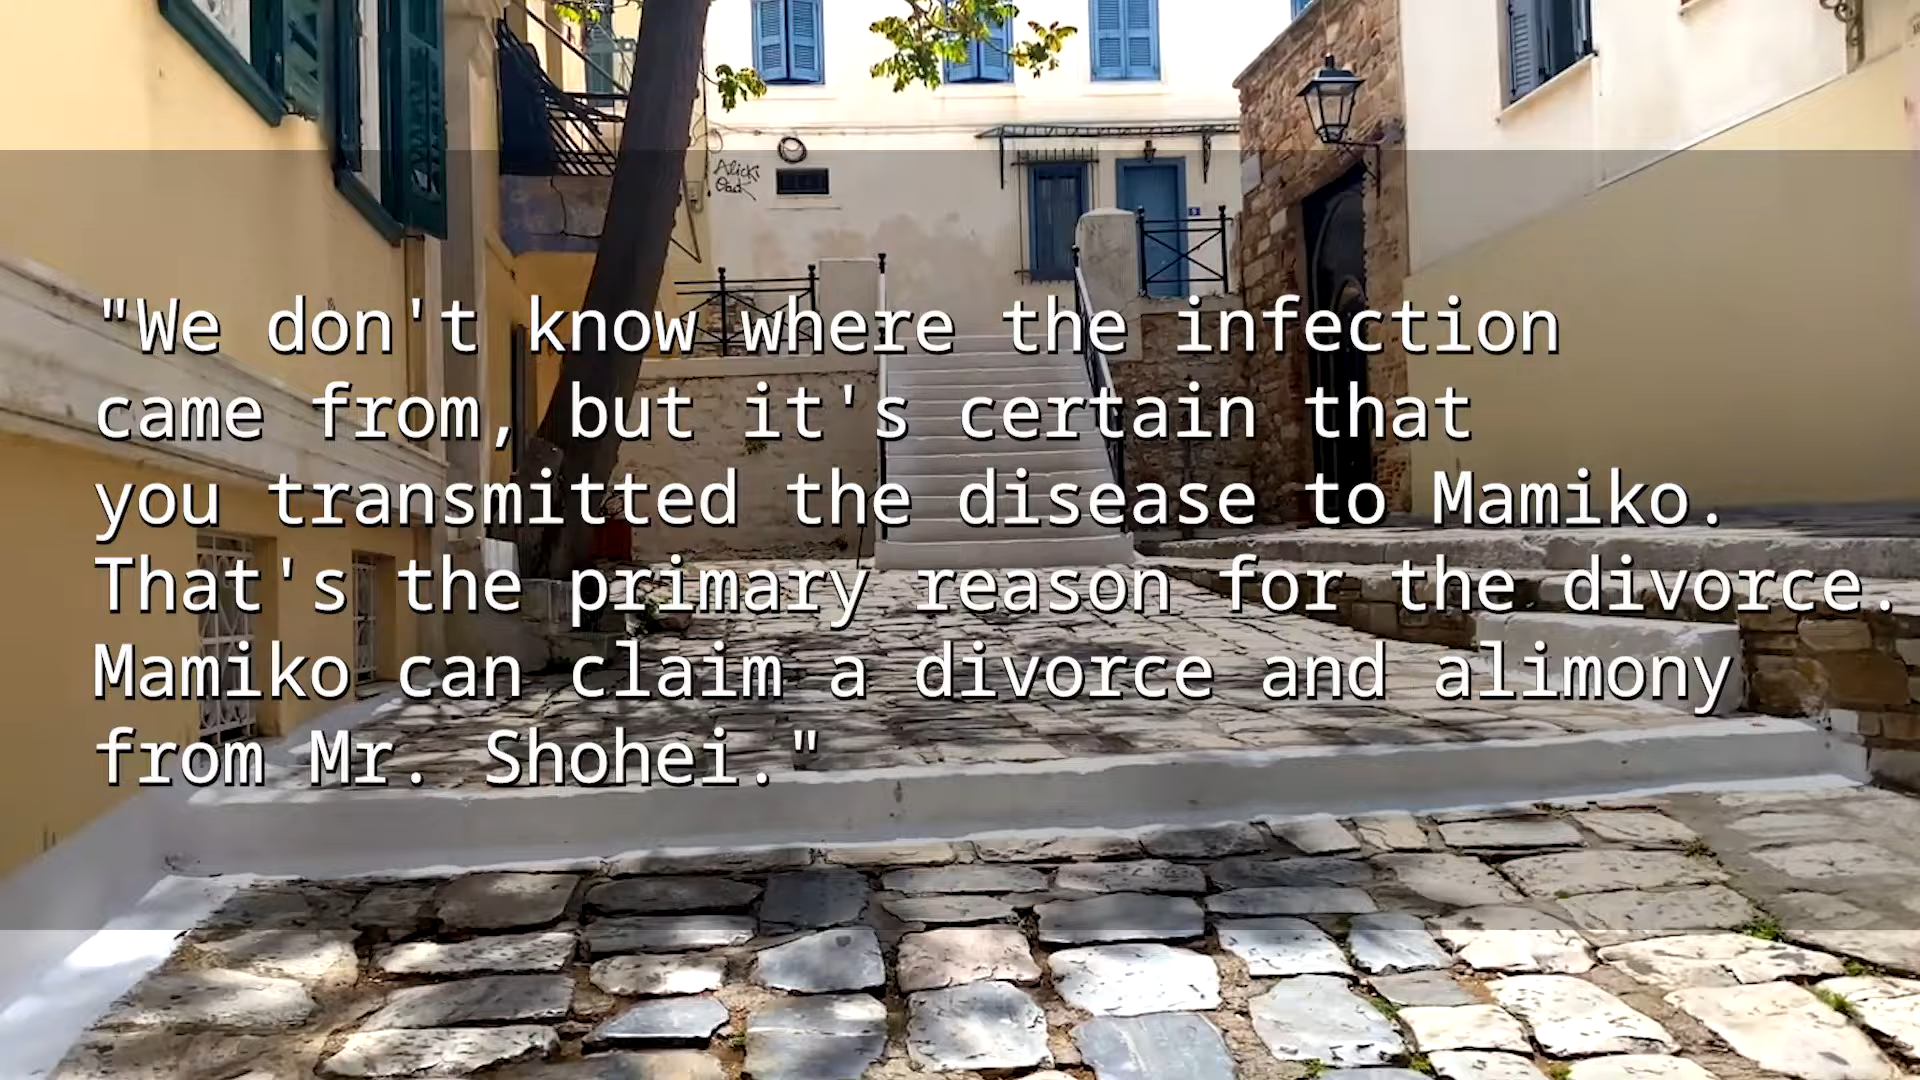 Alicki
"We don't know where the infection
came from, but it's certain that
you transmitted the disease to Mamiko.
That's the primary reason for the divorce.
Mamiko can claim a divorce and alimony
from Mr. Shohei."